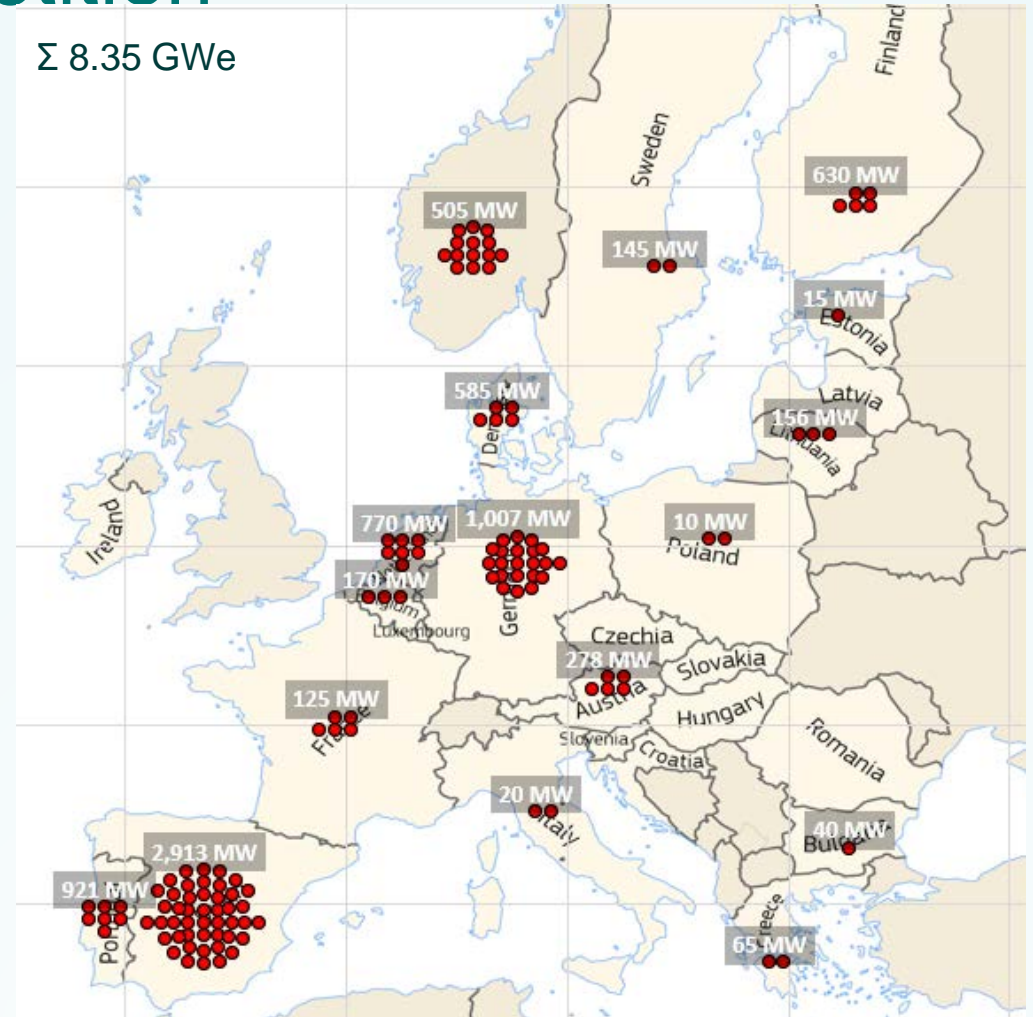 Σ 8.35 GWe
Finland
Sweden
630 MW
505 MW
145 MW
15 MW
Estonia
585 MW
Latvia
156 MW
Lithuania
Ireland
770 MW
1,007 MW
10 MW
Poland
170 MW
Belgium
Luxembourg
Czechia
278 MW
Slovakia
Austria
125 MW
Hungary
Slovenia
Croatia
Romania
20 MW
Italy
40 MW
2,913 MW
921 MW
65 MW